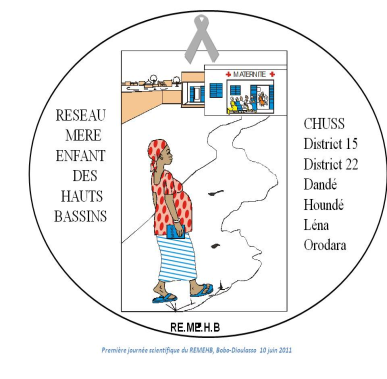 MATERNITE
RESEAU
MERE
ENFANT
DES
HAUTS
BASSINS
CHUSS
District 15
District 22
Dandé
Houndé
Léna
Orodara
RE.ME.H.B
Première journée scientifique du REMEHB, Bobo-Dioulasso 10 juin 2011